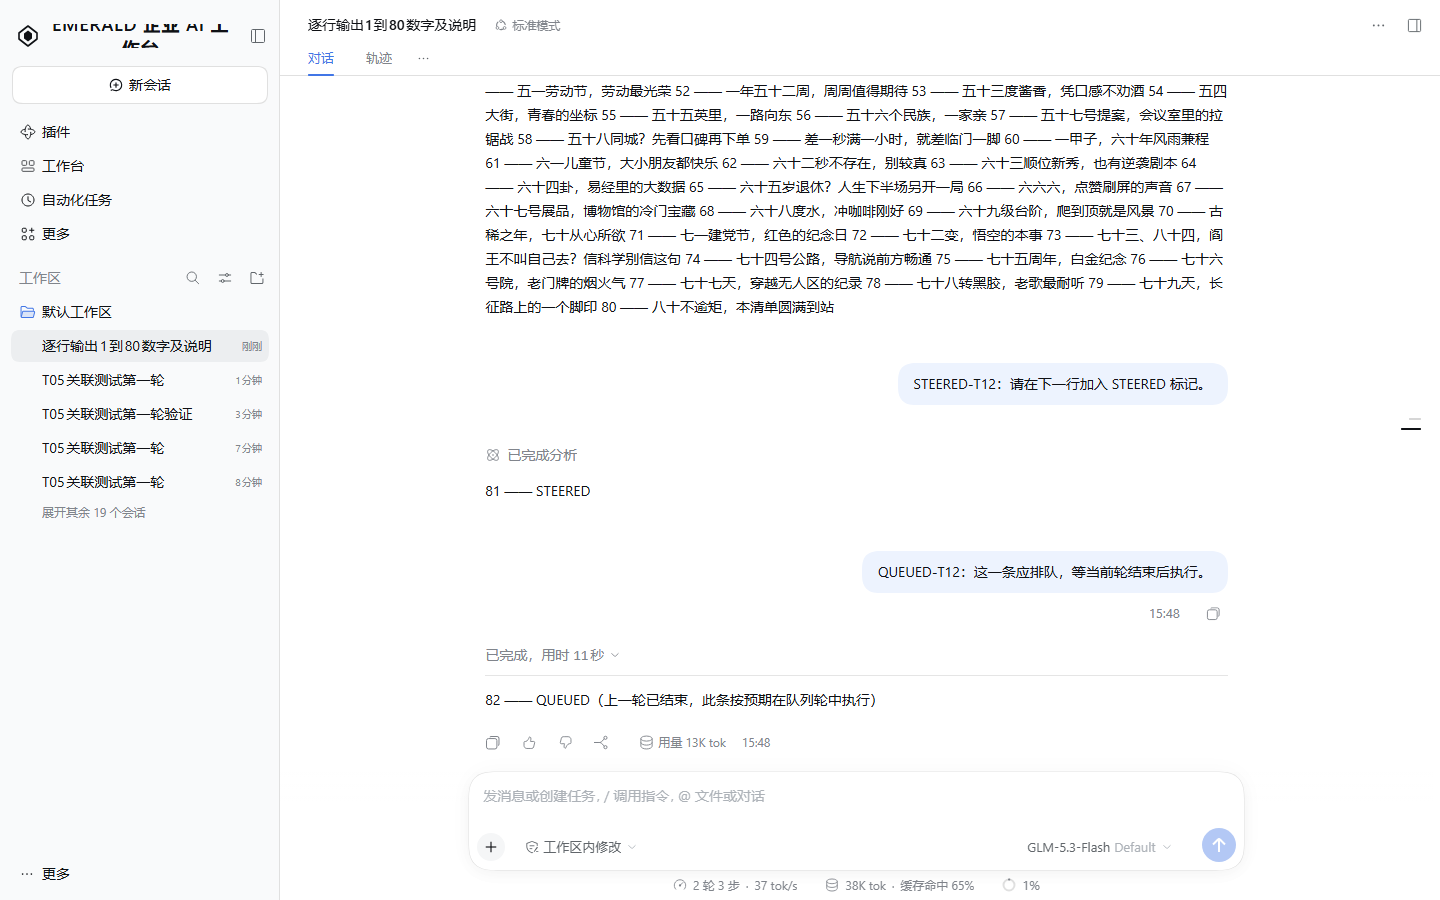 EMERALD 企业 AI 工
作台
新会话
插件
工作台
自动化任务
更多
工作区
默认工作区
逐行输出1到80数字及说明 刚刚
T05关联测试第一轮 1分钟
T05关联测试第一轮验证 3分钟
T05关联测试第一轮 7分钟
T05关联测试第一轮 8分钟
展开其余 19 个会话
更多
逐行输出1到80数字及说明 标准模式
对话 轨迹
—— 五一劳动节，劳动最光荣 52 —— 一年五十二周，周周值得期待 53 —— 五十三度酱香，凭口感不劝酒 54 —— 五四
大街，青春的坐标 55 —— 五十五英里，一路向东 56 —— 五十六个民族，一家亲 57 —— 五十七号提案，会议室里的拉
锯战 58 —— 五十八同城？先看口碑再下单 59 —— 差一秒满一小时，就差临门一脚 60 —— 一甲子，六十年风雨兼程
61 —— 六一儿童节，大小朋友都快乐 62 —— 六十二秒不存在，别较真 63 —— 六十三顺位新秀，也有逆袭剧本 64
—— 六十四卦，易经里的大数据 65 —— 六十五岁退休？人生下半场另开一局 66 —— 六六六，点赞刷屏的声音 67 ——
六十七号展品，博物馆的冷门宝藏 68 —— 六十八度水，冲咖啡刚好 69 —— 六十九级台阶，爬到顶就是风景 70 —— 古
稀之年，七十从心所欲 71 —— 七一建党节，红色的纪念日 72 —— 七十二变，悟空的本事 73 —— 七十三、八十四，阎
王不叫自己去？信科学别信这句 74 —— 七十四号公路，导航说前方畅通 75 —— 七十五周年，白金纪念 76 —— 七十六
号院，老门牌的烟火气 77 —— 七十七天，穿越无人区的纪录 78 —— 七十八转黑胶，老歌最耐听 79 —— 七十九天，长
征路上的一个脚印 80 —— 八十不逾矩，本清单圆满到站
STEERED-T12：请在下一行加入 STEERED 标记。
已完成分析
81 —— STEERED
QUEUED-T12：这一条应排队，等当前轮结束后执行。
15:48
已完成，用时 11秒
82 —— QUEUED（上一轮已结束，此条按预期在队列轮中执行）
用量 13K tok 15:48
发消息或创建任务, / 调用指令, @ 文件或对话
工作区内修改 GLM-5.3-Flash Default
2 轮 3 步 · 37 tok/s 38K tok · 缓存命中 65% 1%